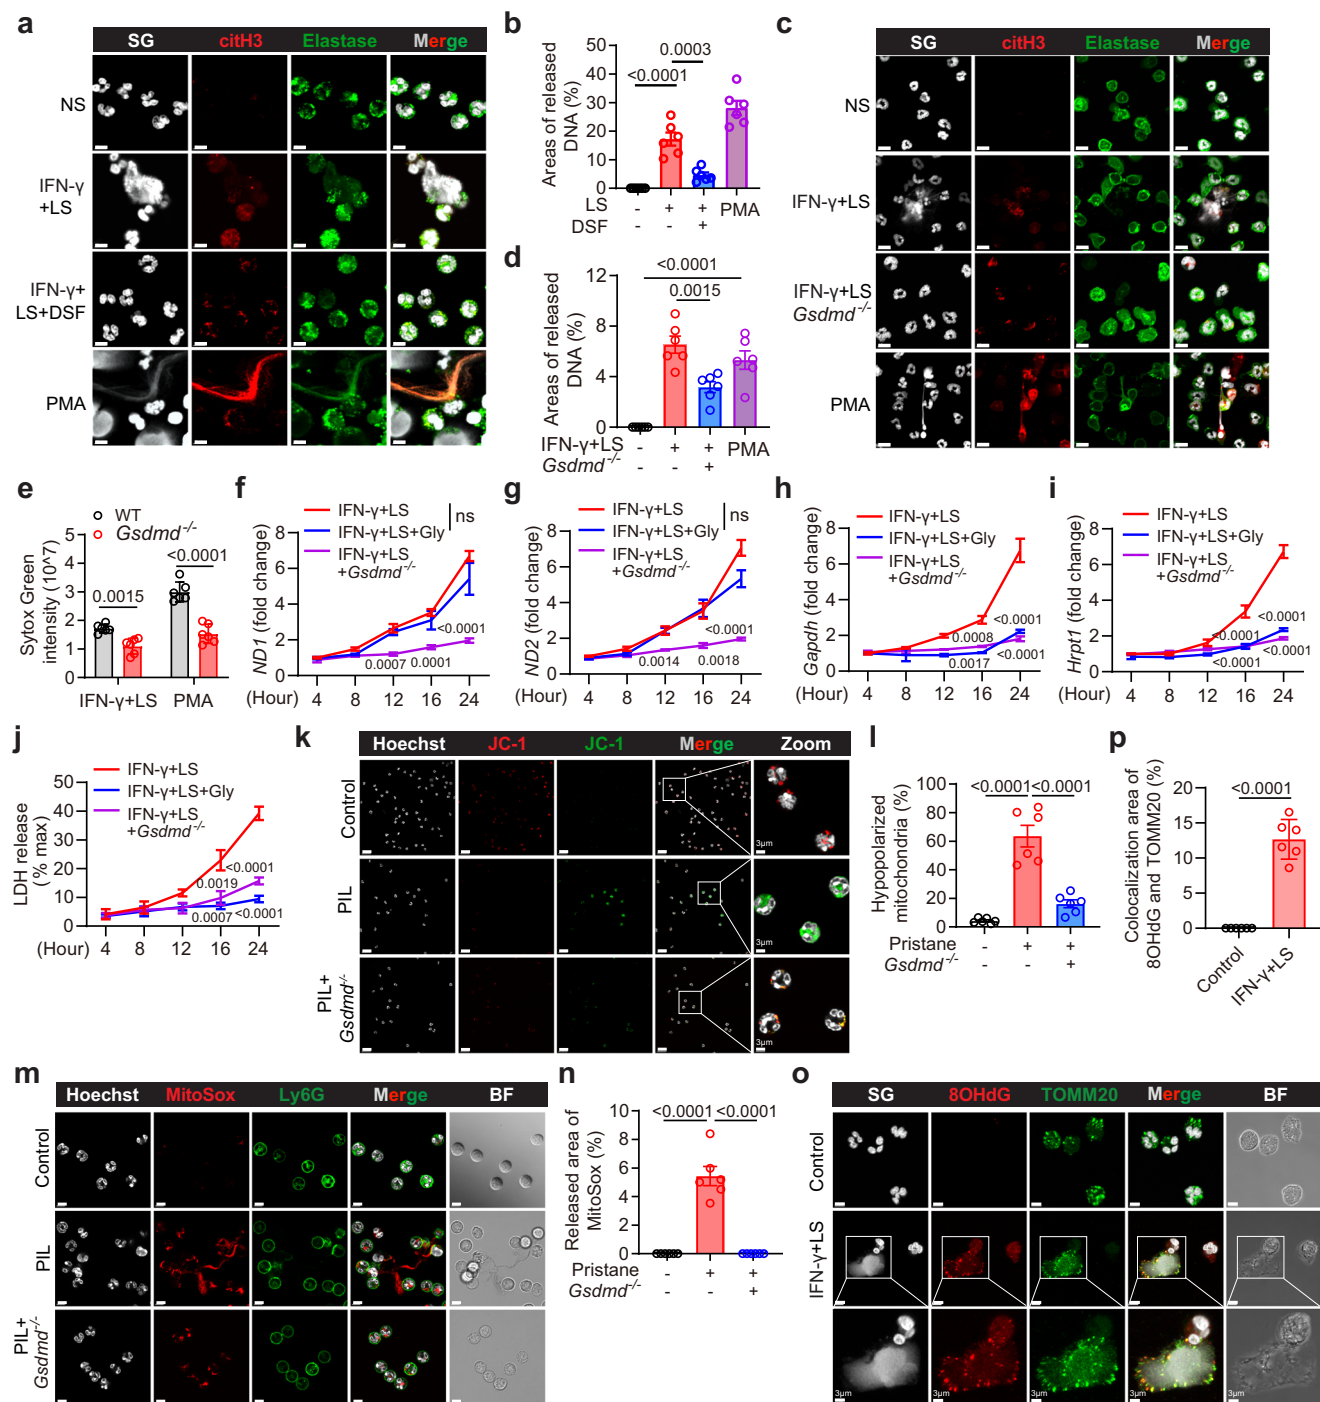 a
SG citH3 Elastase Merge
NS
IFN-γ
+LS
IFN-γ+
LS+DSF
PMA
b
Areas of released
DNA (%)
50
40
30
20
10
0
<0.0001
0.0003
LS - + + PMA
DSF - - +
c
SG citH3 Elastase Merge
NS
IFN-γ+LS
IFN-γ+LS
Gsdmd-/-
PMA
d
Areas of released
DNA (%)
12
8
4
0
<0.0001
0.0015
IFN-γ+LS - + + PMA
Gsdmd-/- - - +
e
WT
Gsdmd-/-
Sytox Green
intensity (10^7)
5
4
3
2
1
0
0.0015
<0.0001
IFN-γ+LS PMA
f
IFN-γ+LS
IFN-γ+LS+Gly
IFN-γ+LS
+Gsdmd-/-
ns
ND1 (fold change)
8
6
4
2
0
0.0007
0.0001
<0.0001
(Hour) 4 8 12 16 24
g
IFN-γ+LS
IFN-γ+LS+Gly
IFN-γ+LS
+Gsdmd-/-
ns
ND2 (fold change)
8
6
4
2
0
0.0014
0.0018
<0.0001
(Hour) 4 8 12 16 24
h
IFN-γ+LS
IFN-γ+LS+Gly
IFN-γ+LS
+Gsdmd-/-
Gapdh (fold change)
8
6
4
2
0
0.0008
<0.0001
0.0017
<0.0001
(Hour) 4 8 12 16 24
i
IFN-γ+LS
IFN-γ+LS+Gly
IFN-γ+LS
+Gsdmd-/-
Hrpt1 (fold change)
8
6
4
2
0
<0.0001
<0.0001
<0.0001
<0.0001
(Hour) 4 8 12 16 24
j
IFN-γ+LS
IFN-γ+LS+Gly
IFN-γ+LS
+Gsdmd-/-
LDH release
(% max)
50
40
30
20
10
0
0.0019
<0.0001
0.0007
<0.0001
(Hour) 4 8 12 16 24
k
Hoechst JC-1 JC-1 Merge Zoom
Control
PIL
PIL+
Gsdmd-/-
3μm
3μm
3μm
l
Hypopolarized
mitochondria (%)
100
80
60
40
20
0
<0.0001 <0.0001
Pristane - + +
Gsdmd-/- - - +
p
Colocalization area of
8OHdG and TOMM20 (%)
20
15
10
5
0
<0.0001
Control
IFN-γ+LS
m
Hoechst MitoSox Ly6G Merge BF
Control
PIL
PIL+
Gsdmd-/-
n
Released area of
MitoSox (%)
10
8
6
4
2
0
<0.0001 <0.0001
Pristane - + +
Gsdmd-/- - - +
o
SG 8OHdG TOMM20 Merge BF
Control
IFN-γ+LS
3μm 3μm 3μm 3μm 3μm